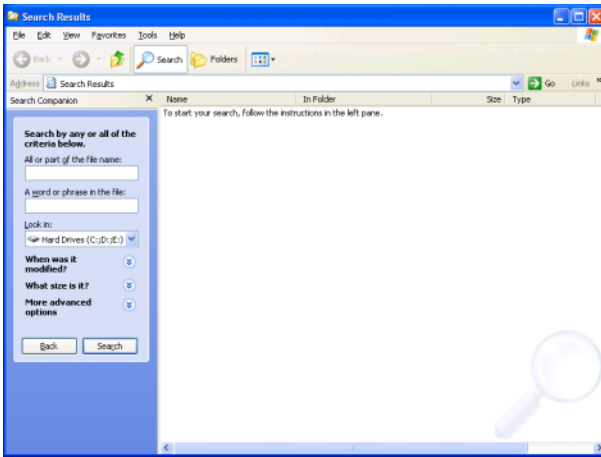 Search Results
File Edit View Favorites Tools Help
Back Search Folders
Address Search Results Go Links »
Search Companion × Name In Folder Size Type
To start your search, follow the instructions in the left pane.
Search by any or all of the
criteria below.
All or part of the file name:
A word or phrase in the file:
Look in:
Hard Drives (C:;D:;E:)
When was it
modified?
What size is it?
More advanced
options
Back Search